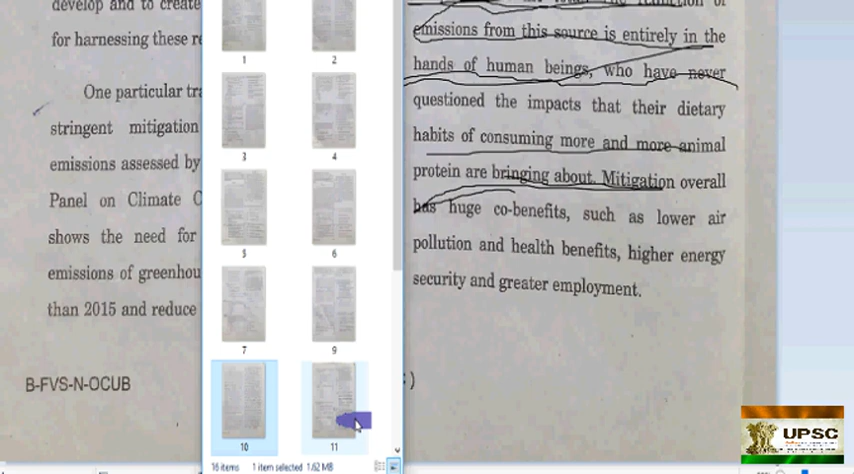 develop and to create
for harnessing these re
One particular tra
stringent mitigation
emissions assessed by
Panel on Climate C
shows the need for
emissions of greenhou
than 2015 and reduce
B-FVS-N-OCUB
1
2
3
4
5
6
7
9
10
11
16 items 1 item selected 1.62 MB
of
emissions from this source is entirely in the
hands of human beings, who have never
questioned the impacts that their dietary
habits of consuming more and more animal
protein are bringing about. Mitigation overall
has huge co-benefits, such as lower air
pollution and health benefits, higher energy
security and greater employment.
)
UPSC